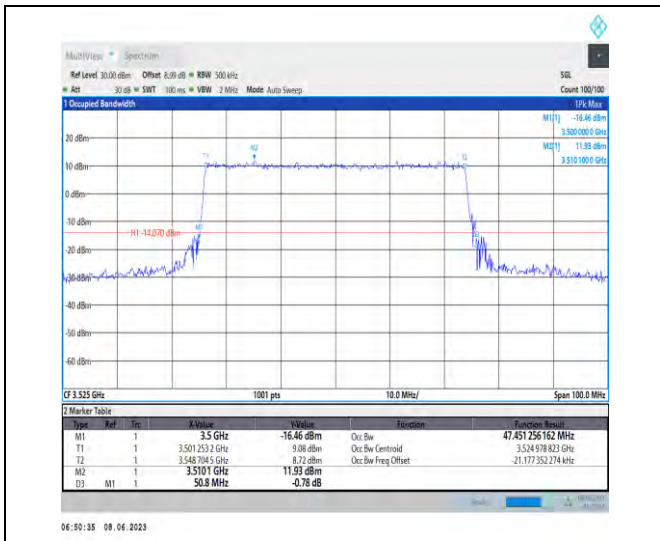 MultiView Spectrum
Ref Level 30.00 dBm Offset 8.99 dB RBW 500 kHz SGL
Att 30 dB SWT 100 ms VBW 2 MHz Mode Auto Sweep Count 100/100
1 Occupied Bandwidth 1Pk Max
M1[1] -16.46 dBm
3.500 000 0 GHz
M2[1] 11.93 dBm
3.510 100 0 GHz
20 dBm
M2
T1
T2
10 dBm
0 dBm
-10 dBm
M1
H1 -14.070 dBm
D3
-20 dBm
-30 dBm
-40 dBm
-50 dBm
-60 dBm
CF 3.525 GHz 1001 pts 10.0 MHz/ Span 100.0 MHz
2 Marker Table
Type Ref Trc X-Value Y-Value Function Function Result
M1 1 3.5 GHz -16.46 dBm Occ Bw 47.451 256 162 MHz
T1 1 3.501 253 2 GHz 9.08 dBm Occ Bw Centroid 3.524 978 823 GHz
T2 1 3.548 704 5 GHz 8.72 dBm Occ Bw Freq Offset -21.177 352 274 kHz
M2 1 3.510 1 GHz 11.93 dBm
D3 M1 1 50.8 MHz -0.78 dB
06:50:35 08.06.2023